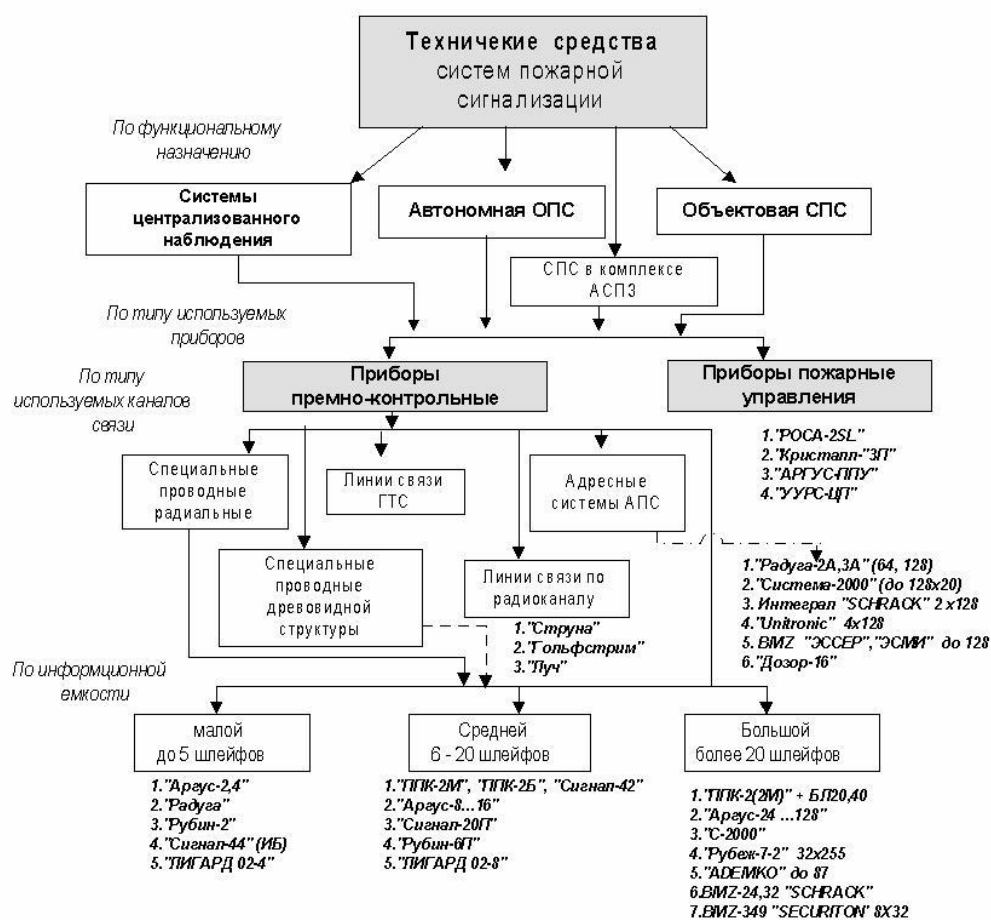 Техничекие средства
систем пожарной
сигнализации
По функциональному
назначению
Системы
централизованного
наблюдения
Автономная ОПС
Объектовая СПС
СПС в комплексе
АСПЗ
По типу используемых
приборов
Приборы
премно-контрольные
Приборы пожарные
управления
По типу
используемых каналов
связи
1."РОСА-2SL"
2."Кристалл-"ЗП"
3."АРГУС-ППУ"
4. "УУРС-ЦП"
Специальные
проводные
радиальные
Линии связи
ГТС
Адресные
системы АПС
Специальные
проводные
древовидной
структуры
Линии связи по
радиоканалу
1."Струна"
2."Гольфстрим"
3."Луч"
1."Радуга-2А,3А" (64, 128)
2."Система-2000" (до 128х20)
3. Интеграл "SCHRACK" 2 х128
4."Unitronic" 4х128
5. BMZ "ЭССЕР","ЭСМИ" до 128
6."Дозор-16"
По информционной
емкости
малой
до 5 шлейфов
Средней
6 - 20 шлейфов
Большой
более 20 шлейфов
1."Аргус-2,4"
2."Радуга"
3."Рубин-2"
4."Сигнал-44" (ИБ)
5. "ЛИГАРД 02-4"
1."ППК-2М", "ППК-2Б", "Сигнал-42"
2."Аргус-8...16"
3."Сигнал-20П"
4."Рубин-6П"
5."ЛИГАРД 02-8"
1."ППК-2(2М)" + БЛ20,40
2."Аргус-24 ...128"
3."С-2000"
4."Рубеж-7-2" 32х255
5."ADEMKO" до 87
6.BMZ-24,32 "SCHRACK"
7.BMZ-349 "SECURITON' 8X32